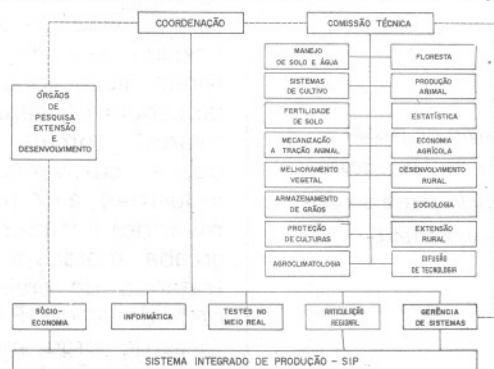 COORDENAÇÃO
COMISSÃO TÉCNICA
ÓRGÃOS
DE
PESQUISA
EXTENSÃO
E
DESENVOLVIMENTO
MANEJO
DE SOLO E ÁGUA
FLORESTA
SISTEMAS
DE CULTIVO
PRODUÇÃO
ANIMAL
FERTILIDADE
DE SOLO
ESTATÍSTICA
MECANIZAÇÃO
A TRAÇÃO ANIMAL
ECONOMIA
AGRÍCOLA
MELHORAMENTO
VEGETAL
DESENVOLVIMENTO
RURAL
ARMAZENAMENTO
DE GRÃOS
SOCIOLOGIA
PROTEÇÃO
DE CULTURAS
EXTENSÃO
RURAL
AGROCLIMATOLOGIA
DIFUSÃO
DE TECNOLOGIA
SÓCIO-
ECONOMIA
INFORMÁTICA
TESTES NO
MEIO REAL
ARTICULAÇÃO
REGIONAL
GERÊNCIA
DE SISTEMAS
SISTEMA INTEGRADO DE PRODUÇÃO - SIP